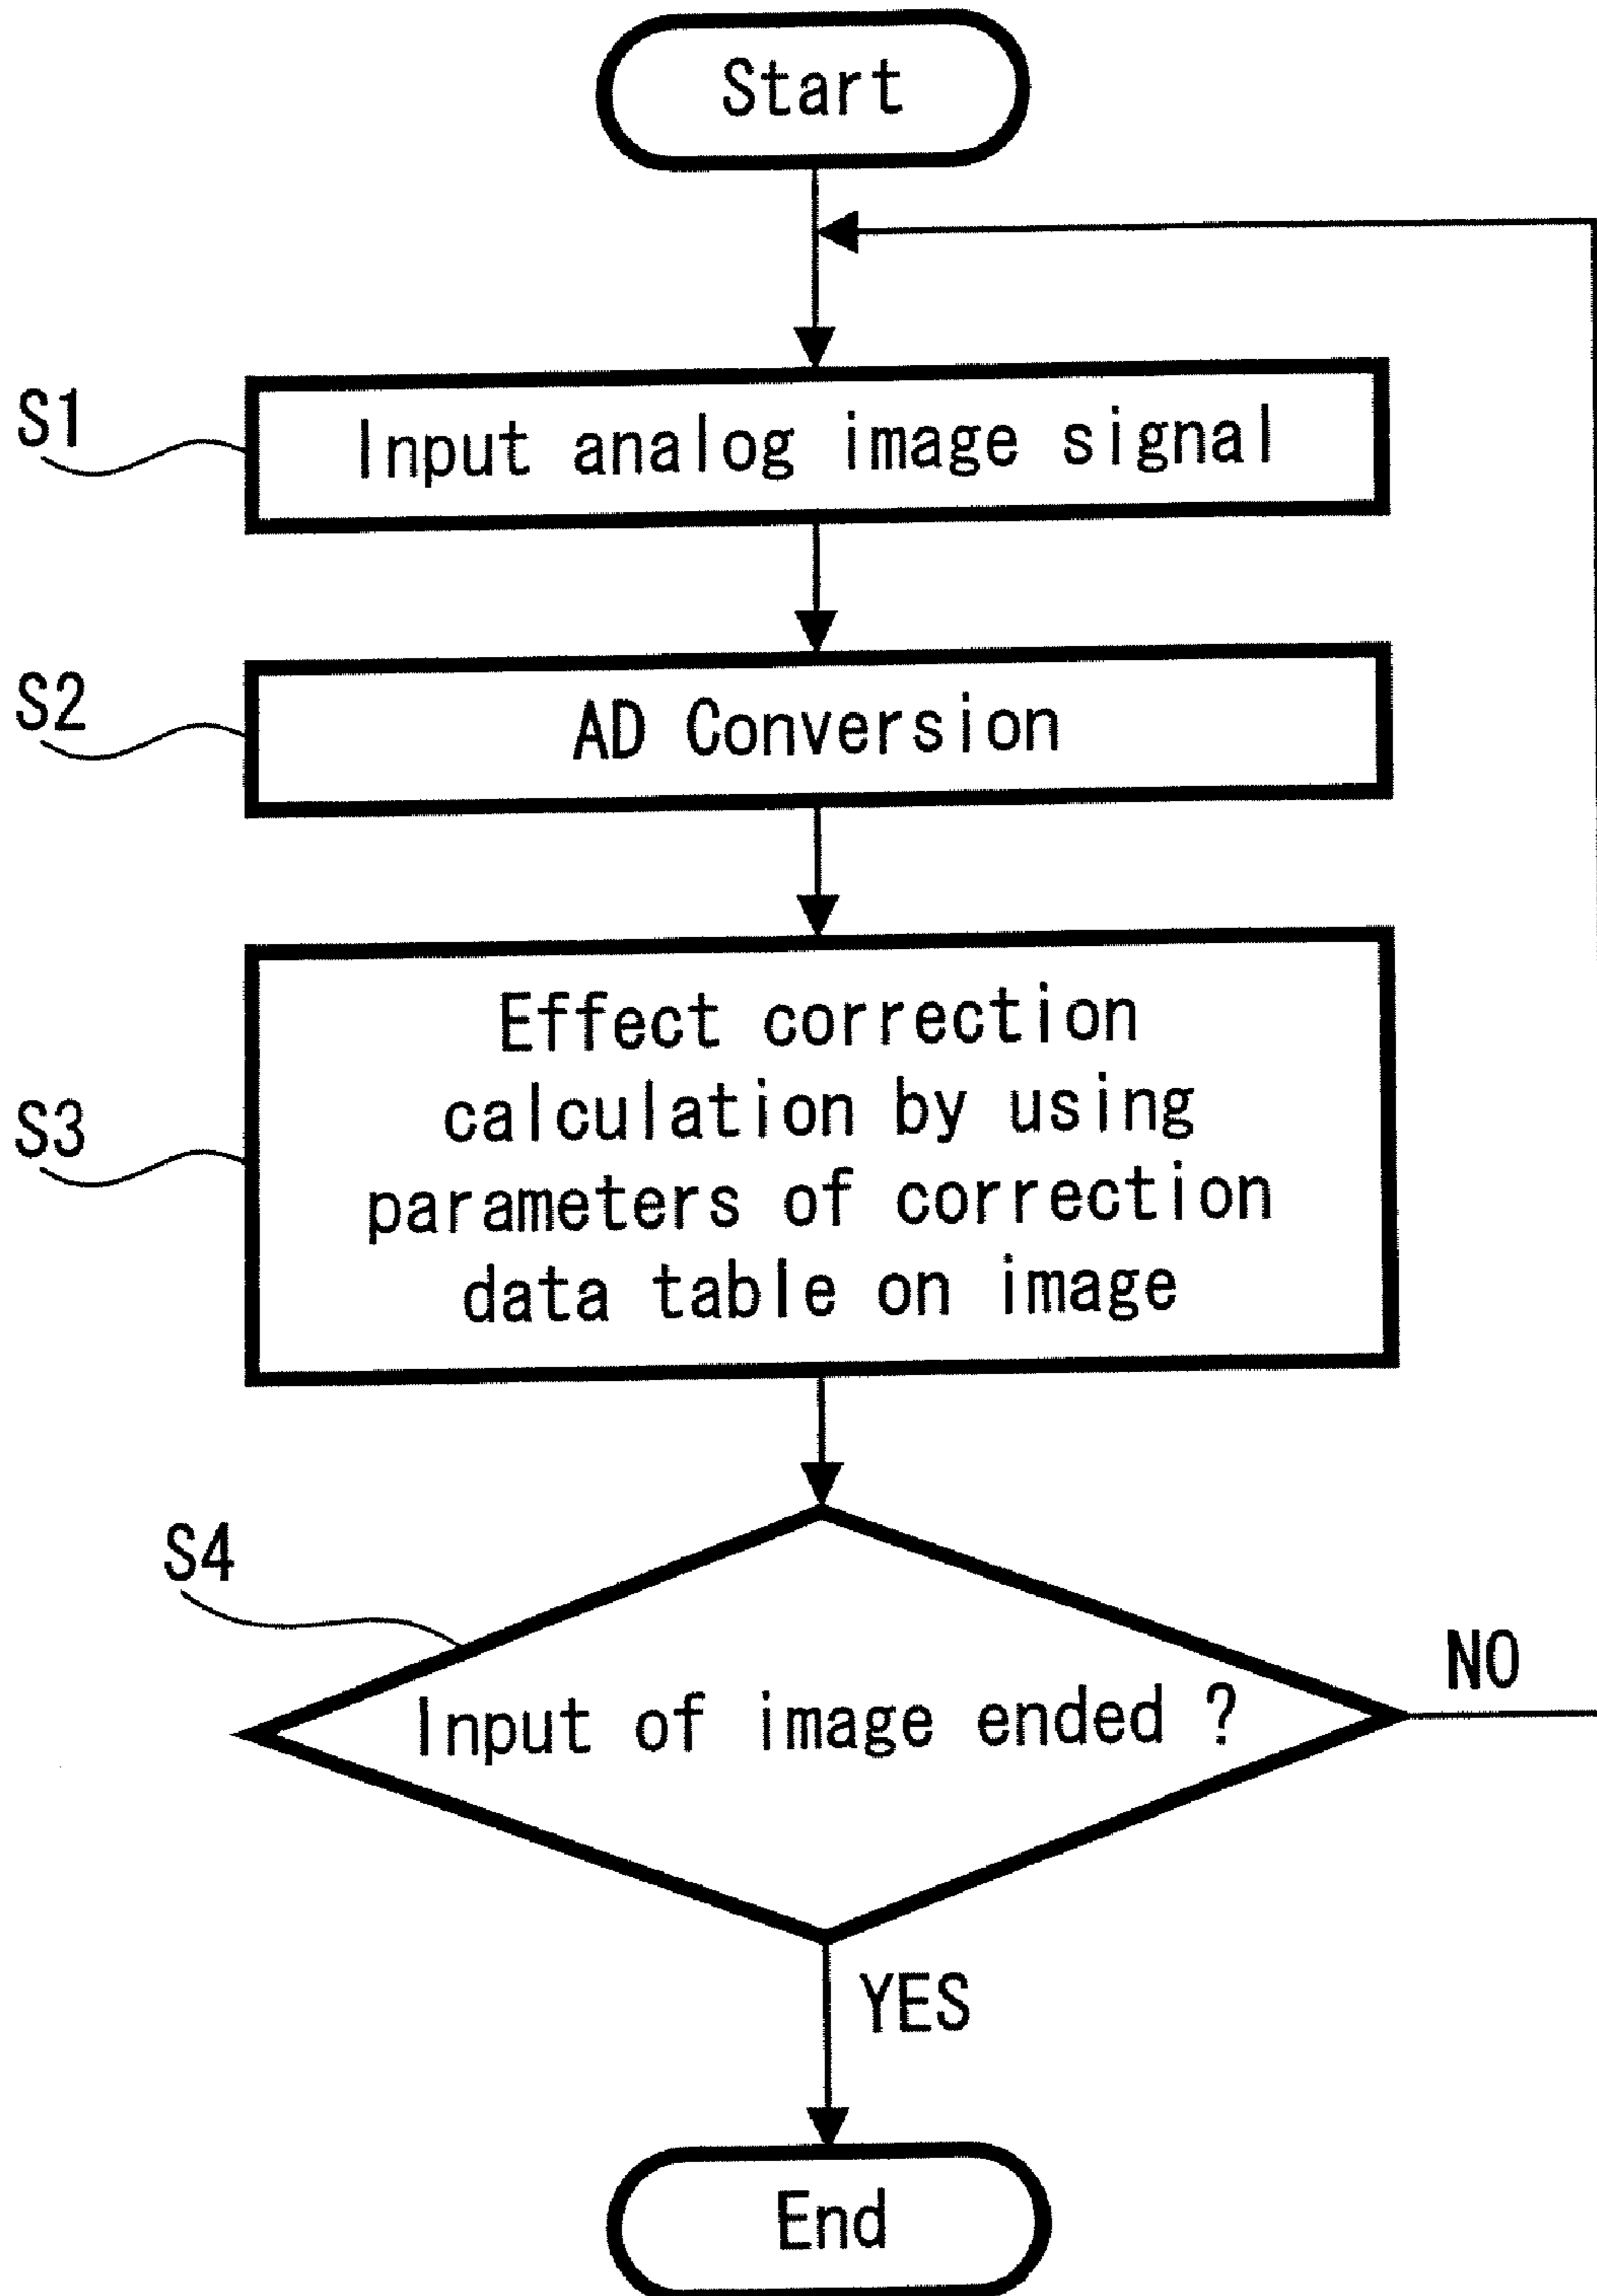 Start
S1
Input analog image signal
S2
AD Conversion
S3
Effect correction
calculation by using
parameters of correction
data table on image
S4
Input of image ended ?
NO
YES
End